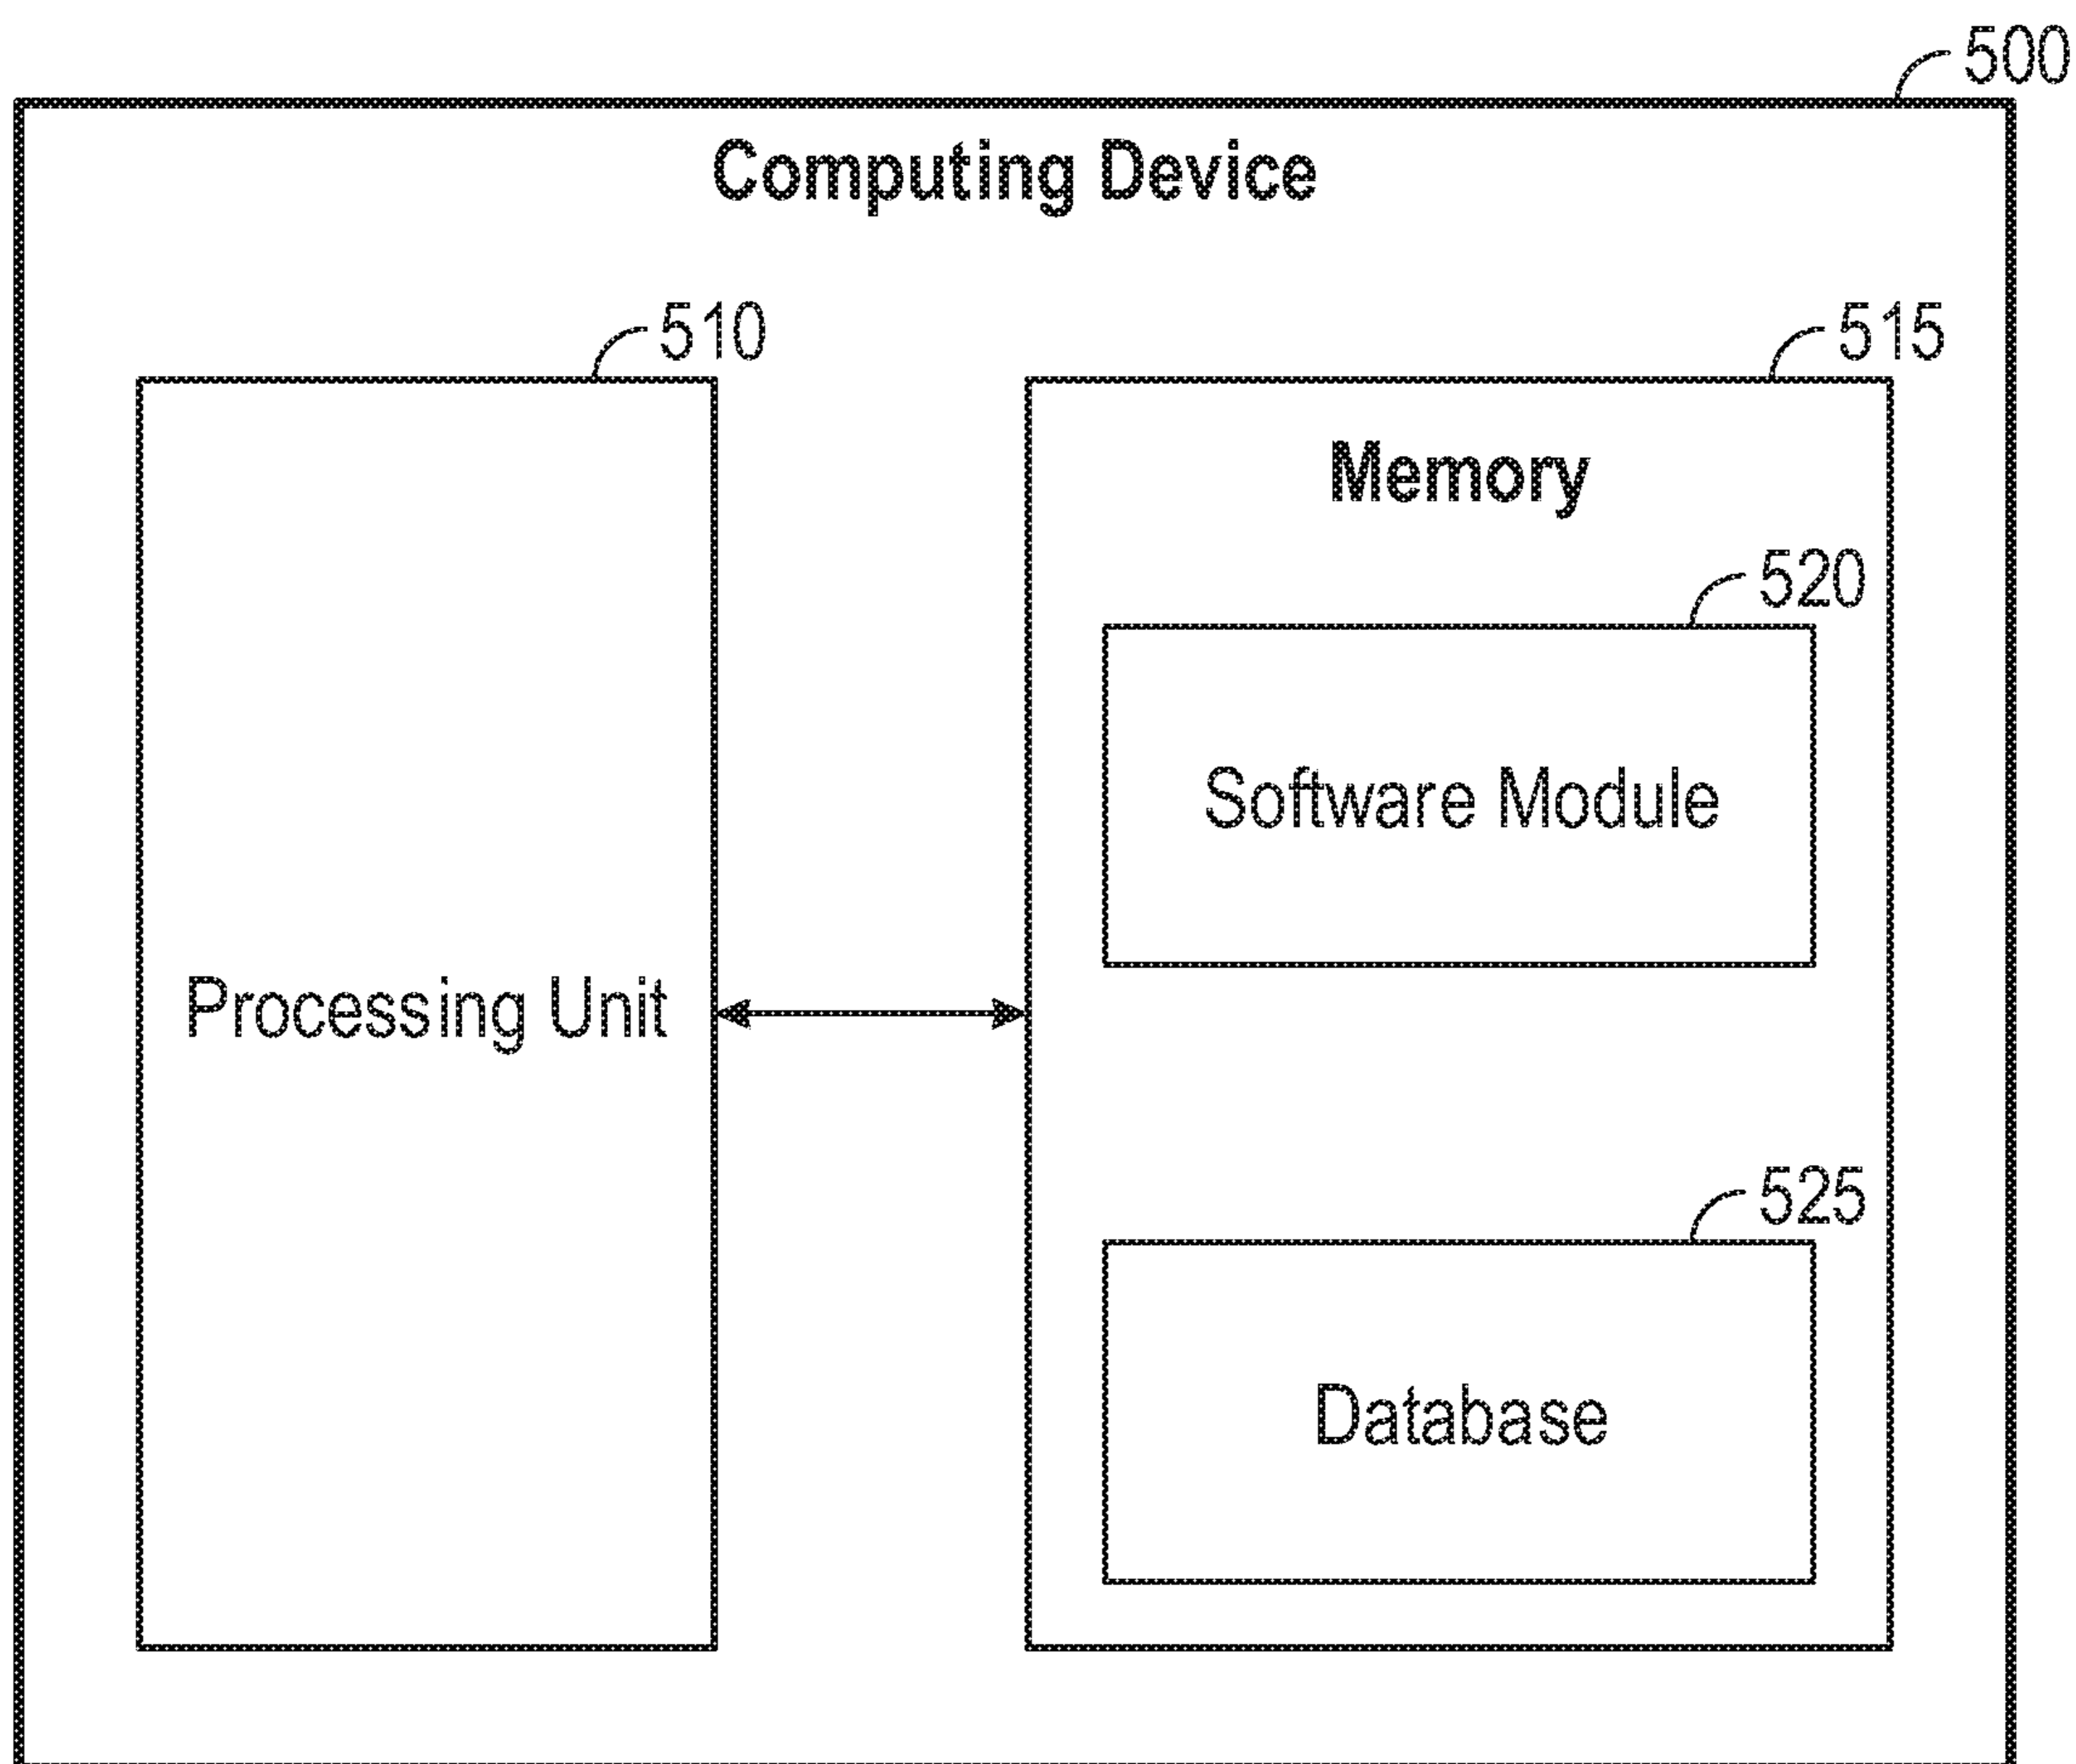 500
Computing Device
510
515
Memory
520
Software Module
Processing Unit
525
Database